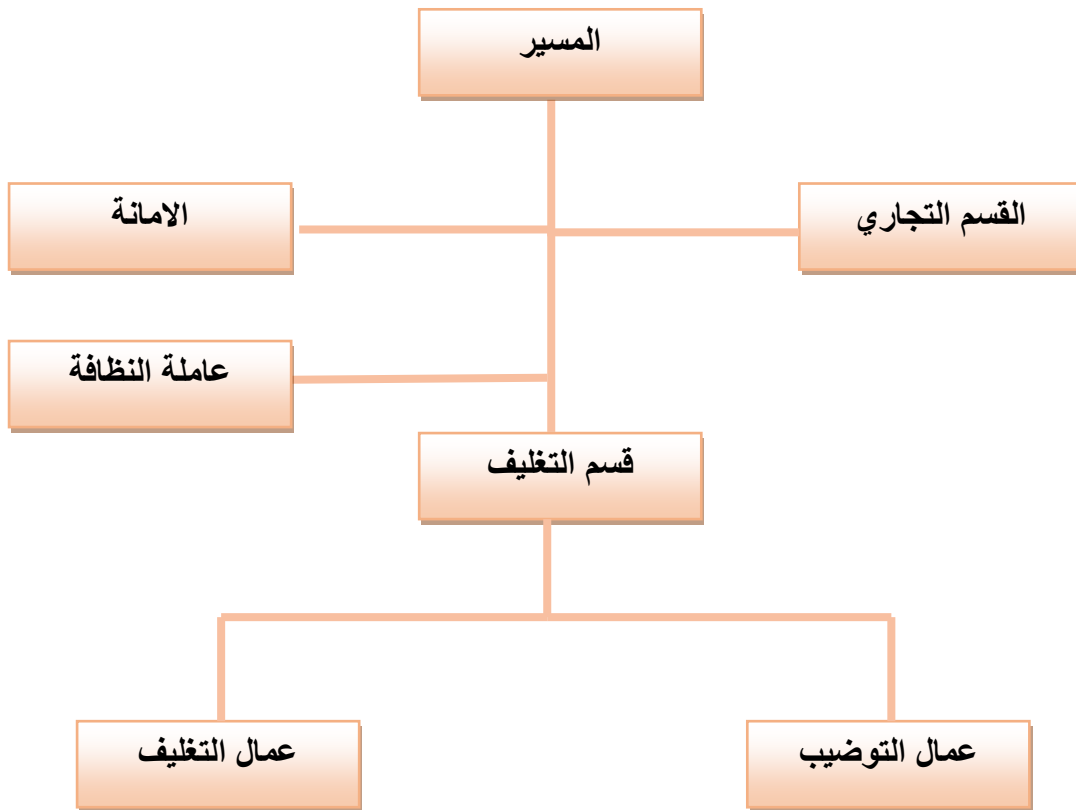 المسير
القسم التجاري
الامانة
عاملة النظافة
قسم التغليف
عمال التوضيب
عمال التغليف